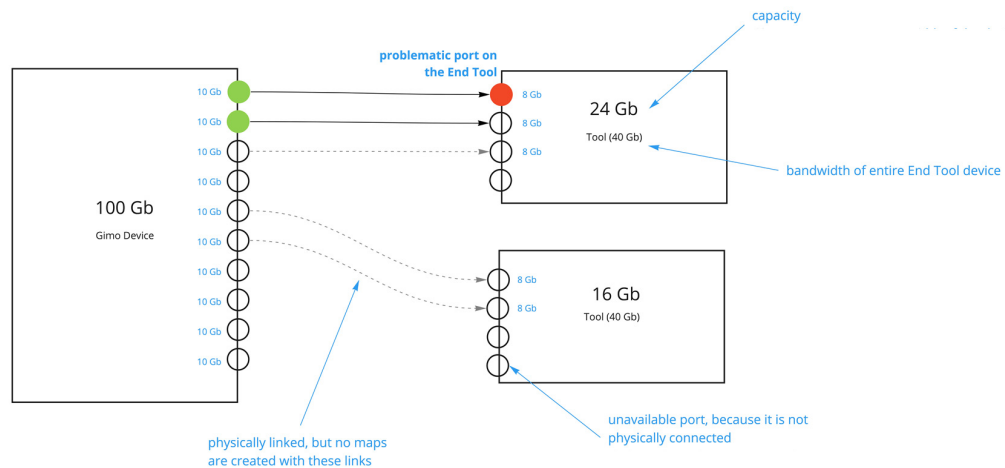 capacity
problematic port on
the End Tool
10 Gb
8 Gb
24 Gb
10 Gb
8 Gb
Tool (40 Gb)
10 Gb
8 Gb
bandwidth of entire End Tool device
10 Gb
100 Gb
10 Gb
Gimo Device
10 Gb
10 Gb
8 Gb
16 Gb
10 Gb
8 Gb
Tool (40 Gb)
10 Gb
10 Gb
unavailable port, because it is not
physically connected
physically linked, but no maps
are created with these links